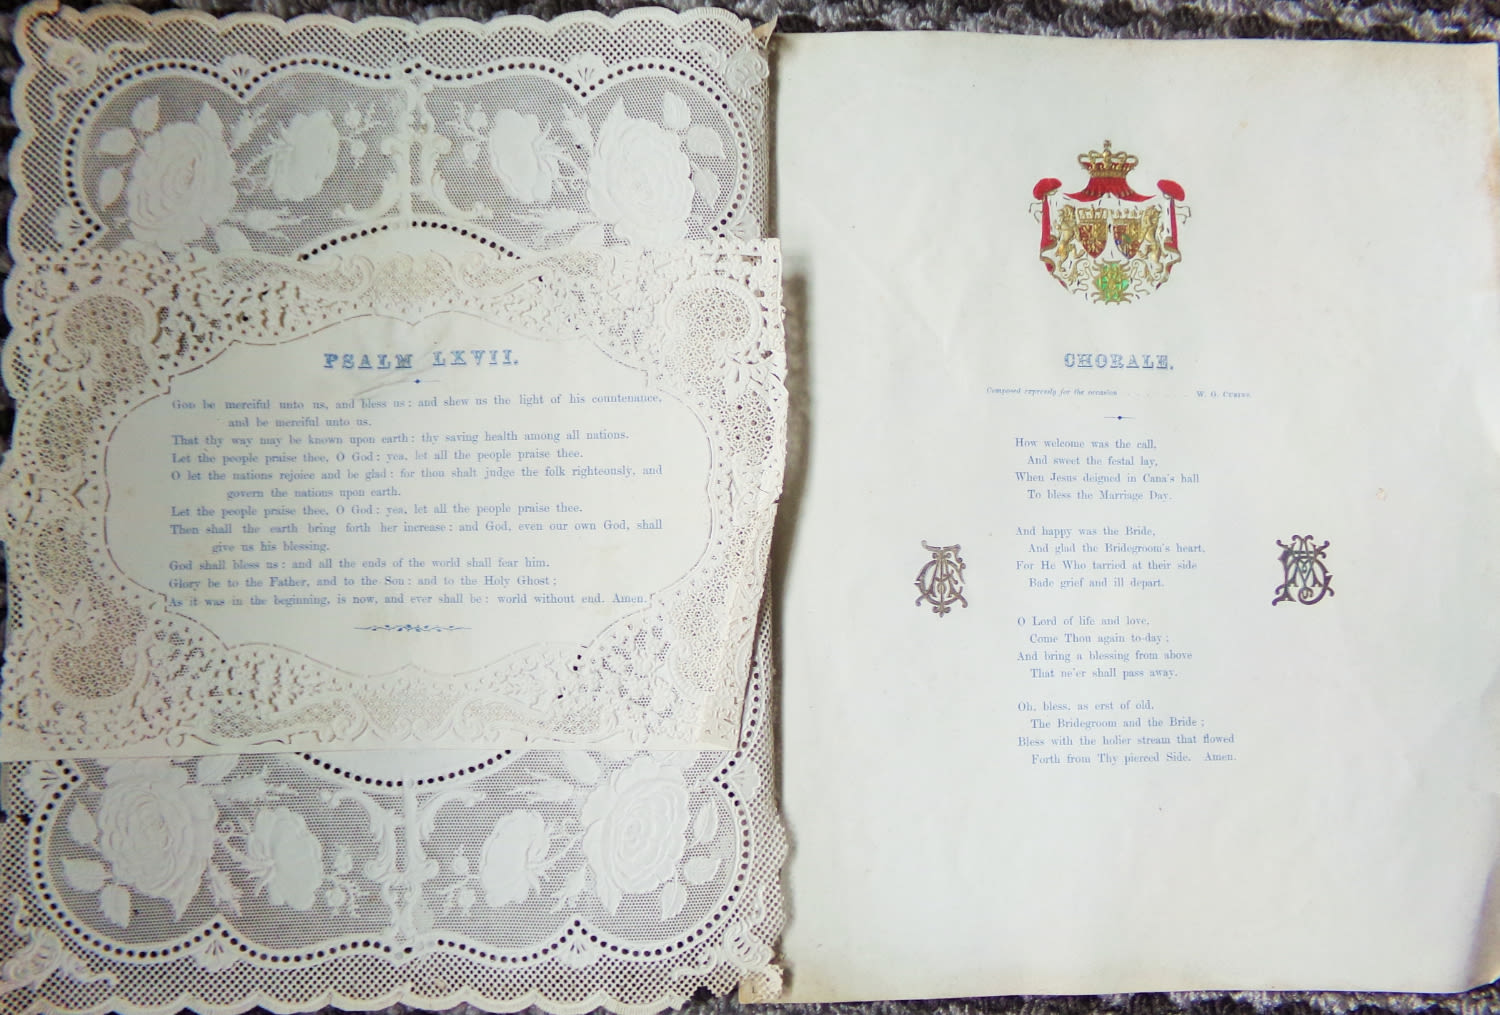 PSALM LXVII.
GOD be merciful unto us, and bless us: and shew us the light of his countenance,
and be merciful unto us.
That thy way may be known upon earth: thy saving health among all nations.
Let the people praise thee, O God: yea, let all the people praise thee.
O let the nations rejoice and be glad: for thou shalt judge the folk righteously, and
govern the nations upon earth.
Let the people praise thee, O God: yea, let all the people praise thee.
Then shall the earth bring forth her increase: and God, even our own God, shall
give us his blessing.
God shall bless us: and all the ends of the world shall fear him.
Glory be to the Father, and to the Son: and to the Holy Ghost;
As it was in the beginning, is now, and ever shall be: world without end. Amen.
CHORALE.
Composed expressly for the occasion . . . . . . . . W. O. CUSINS.
How welcome was the call,
And sweet the festal lay,
When Jesus deigned in Cana's hall
To bless the Marriage Day.
And happy was the Bride,
And glad the Bridegroom's heart,
For He Who tarried at their side
Bade grief and ill depart.
O Lord of life and love,
Come Thou again to-day;
And bring a blessing from above
That ne'er shall pass away.
Oh, bless, as erst of old,
The Bridegroom and the Bride;
Bless with the holier stream that flowed
Forth from Thy pierced Side. Amen.